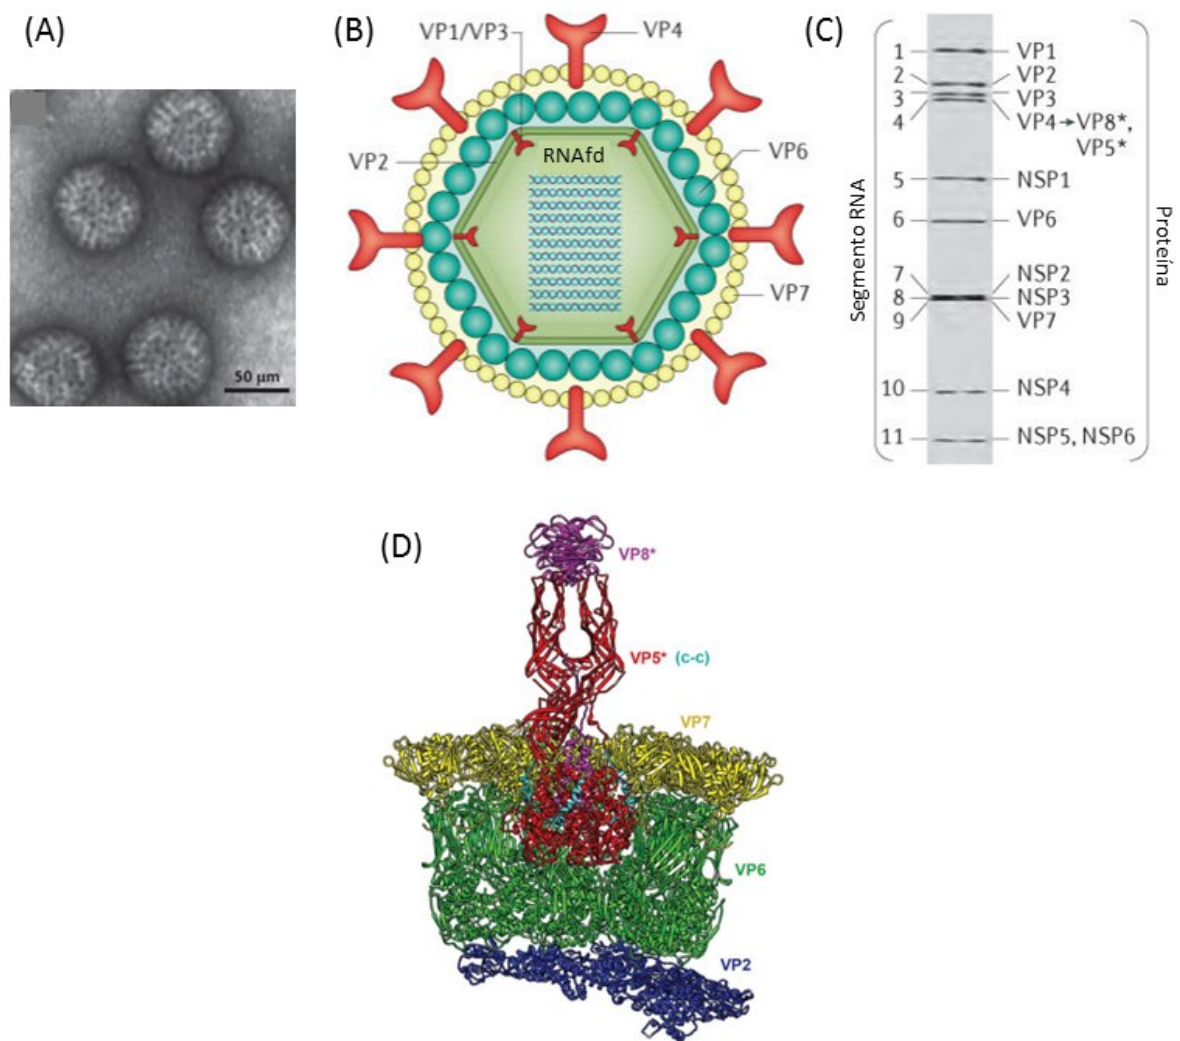 (A)
50 µm
(B)
VP1/VP3
VP4
VP2
RNAfd
VP6
VP7
(C)
Segmento RNA
Proteína
1 VP1
2 VP2
3 VP3
4 VP4→VP8*,
VP5*
5 NSP1
6 VP6
7 NSP2
8 NSP3
9 VP7
10 NSP4
11 NSP5, NSP6
(D)
VP8*
VP5* (c-c)
VP7
VP6
VP2